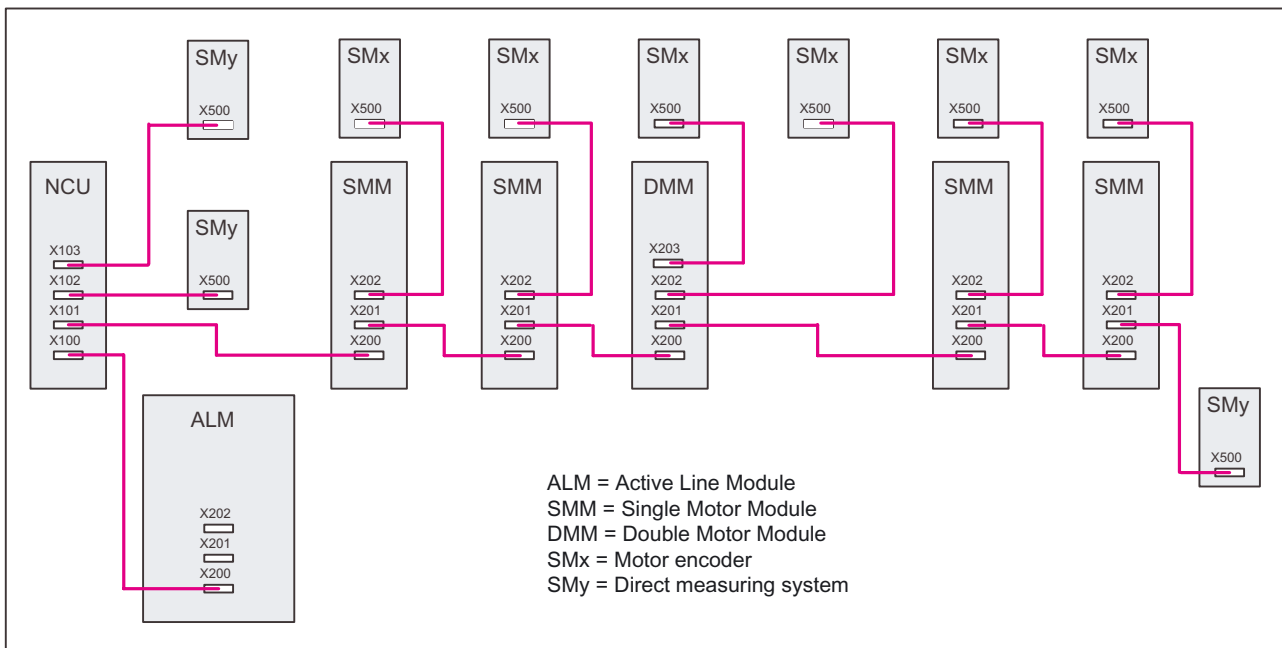 SMy
SMx
SMx
SMx
SMx
SMx
SMx
X500
X500
X500
X500
X500
X500
X500
NCU
SMM
SMM
DMM
SMM
SMM
SMy
X103
X203
X102
X500
X202
X202
X202
X202
X202
X101
X201
X201
X201
X201
X201
X100
X200
X200
X200
X200
X200
ALM
SMy
X500
X202
X201
X200
ALM = Active Line Module
SMM = Single Motor Module
DMM = Double Motor Module
SMx = Motor encoder
SMy = Direct measuring system